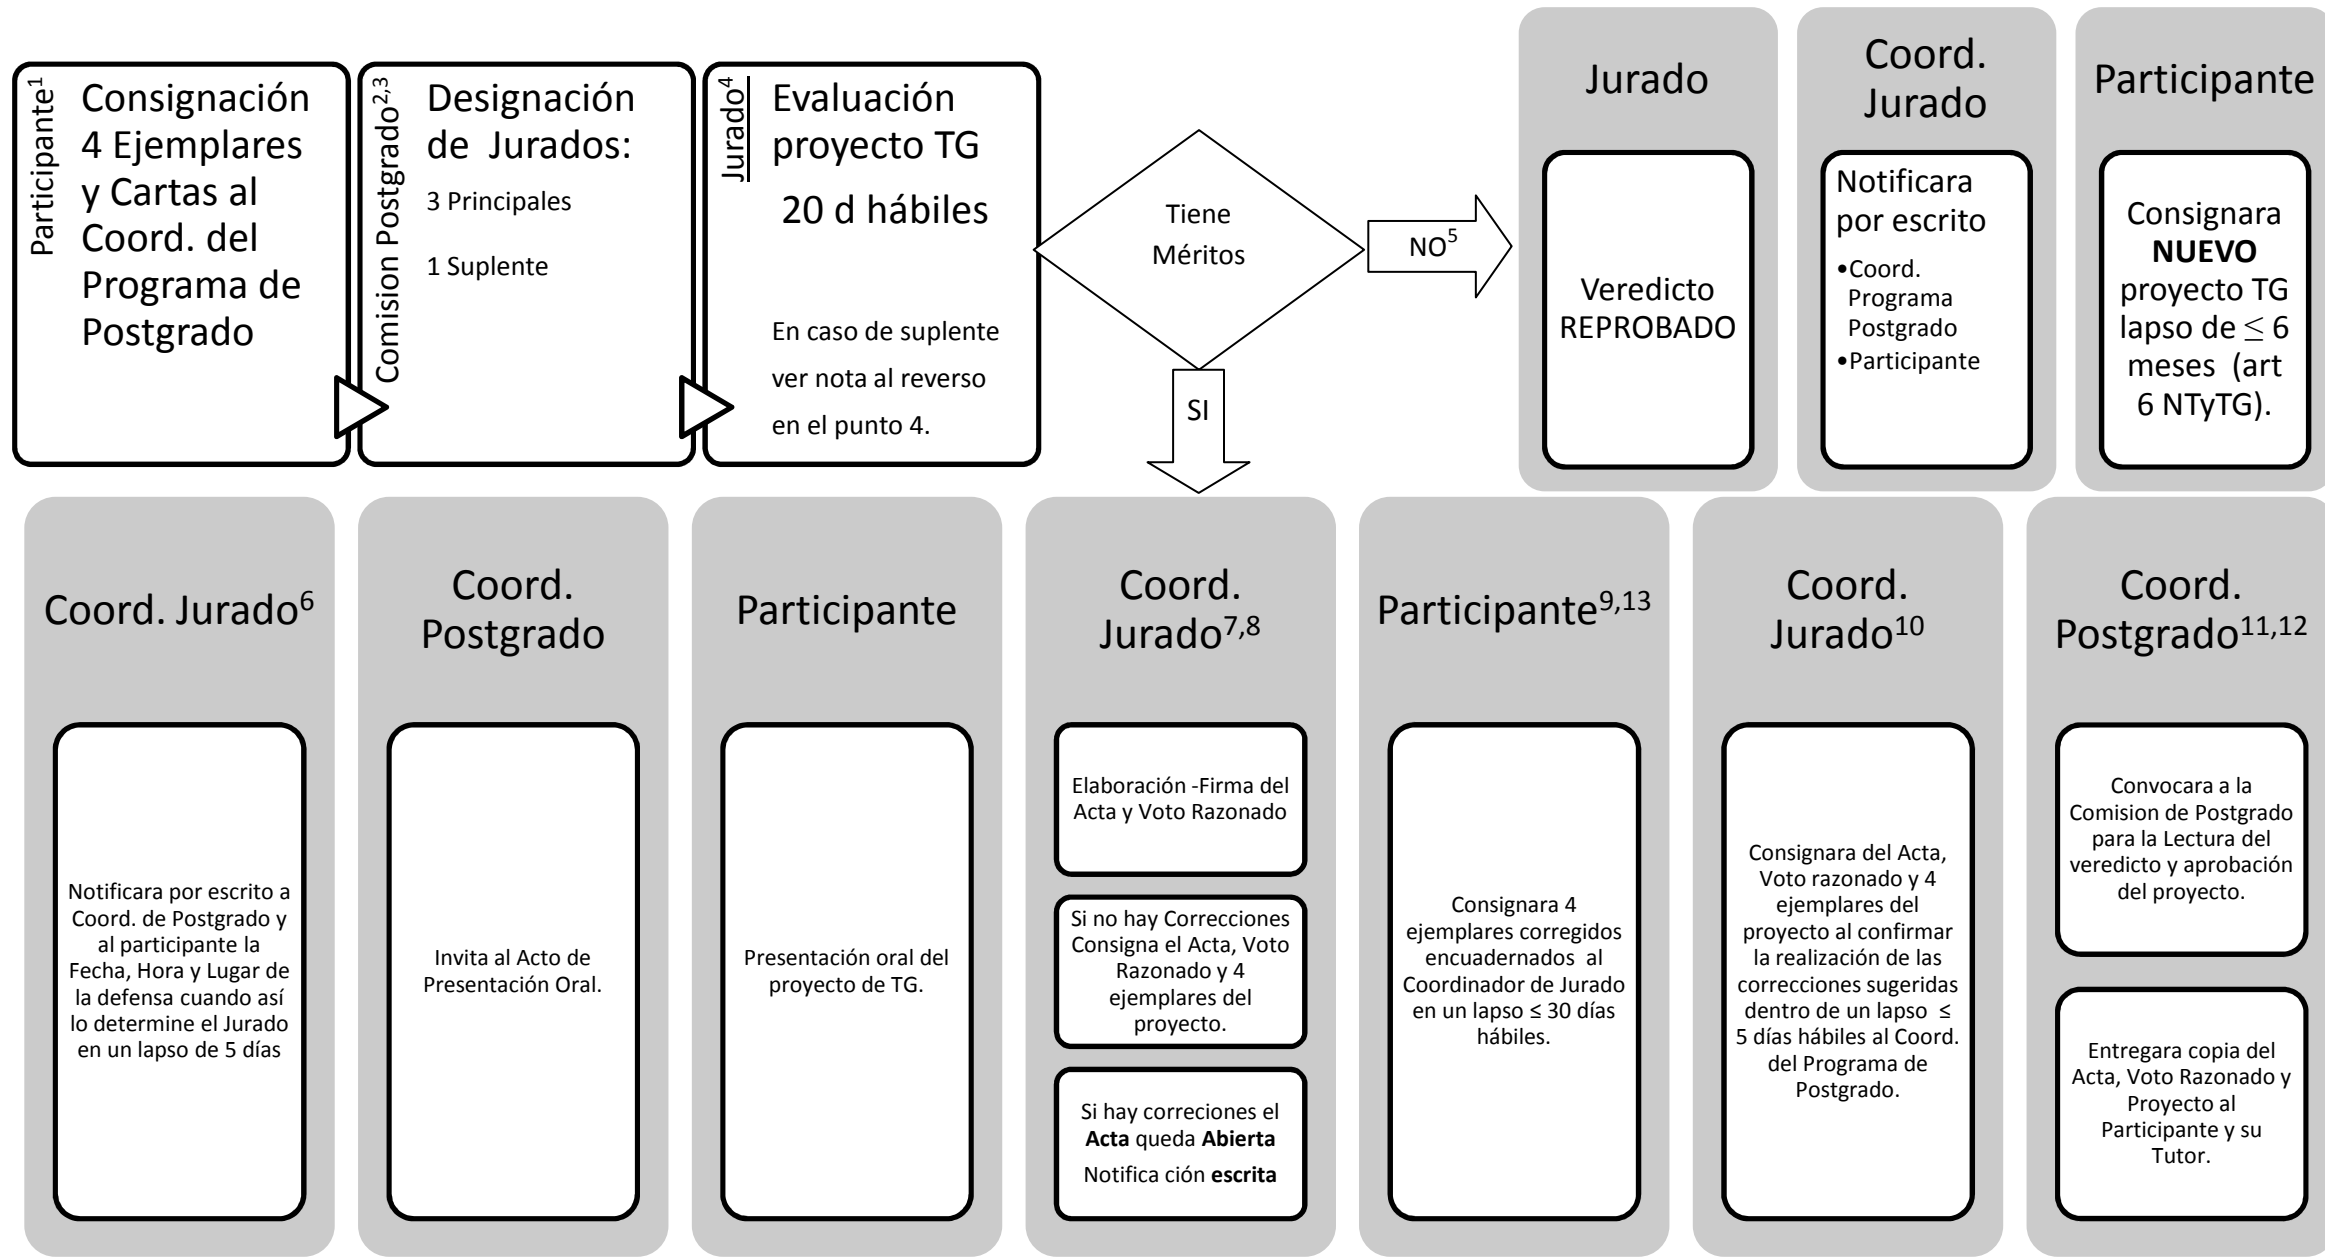 Participante1
Consignación
4 Ejemplares
y Cartas al
Coord. del
Programa de
Postgrado
Comision Postgrado2,3
Designación
de Jurados:
3 Principales
1 Suplente
Jurado4
Evaluación
proyecto TG
20 d hábiles
En caso de suplente
ver nota al reverso
en el punto 4.
Tiene
Méritos
NO5
SI
Jurado
Veredicto
REPROBADO
Coord.
Jurado
Notificara
por escrito
•Coord.
Programa
Postgrado
•Participante
Participante
Consignara
NUEVO
proyecto TG
lapso de ≤ 6
meses (art
6 NTyTG).
Coord. Jurado6
Notificara por escrito a
Coord. de Postgrado y
al participante la
Fecha, Hora y Lugar de
la defensa cuando así
lo determine el Jurado
en un lapso de 5 días
Coord.
Postgrado
Invita al Acto de
Presentación Oral.
Participante
Presentación oral del
proyecto de TG.
Coord.
Jurado7,8
Elaboración -Firma del
Acta y Voto Razonado
Si no hay Correcciones
Consigna el Acta, Voto
Razonado y 4
ejemplares del
proyecto.
Si hay correciones el
Acta queda Abierta
Notifica ción escrita
Participante9,13
Consignara 4
ejemplares corregidos
encuadernados al
Coordinador de Jurado
en un lapso ≤ 30 días
hábiles.
Coord.
Jurado10
Consignara del Acta,
Voto razonado y 4
ejemplares del
proyecto al confirmar
la realización de las
correcciones sugeridas
dentro de un lapso ≤
5 días hábiles al Coord.
del Programa de
Postgrado.
Coord.
Postgrado11,12
Convocara a la
Comision de Postgrado
para la Lectura del
veredicto y aprobación
del proyecto.
Entregara copia del
Acta, Voto Razonado y
Proyecto al
Participante y su
Tutor.